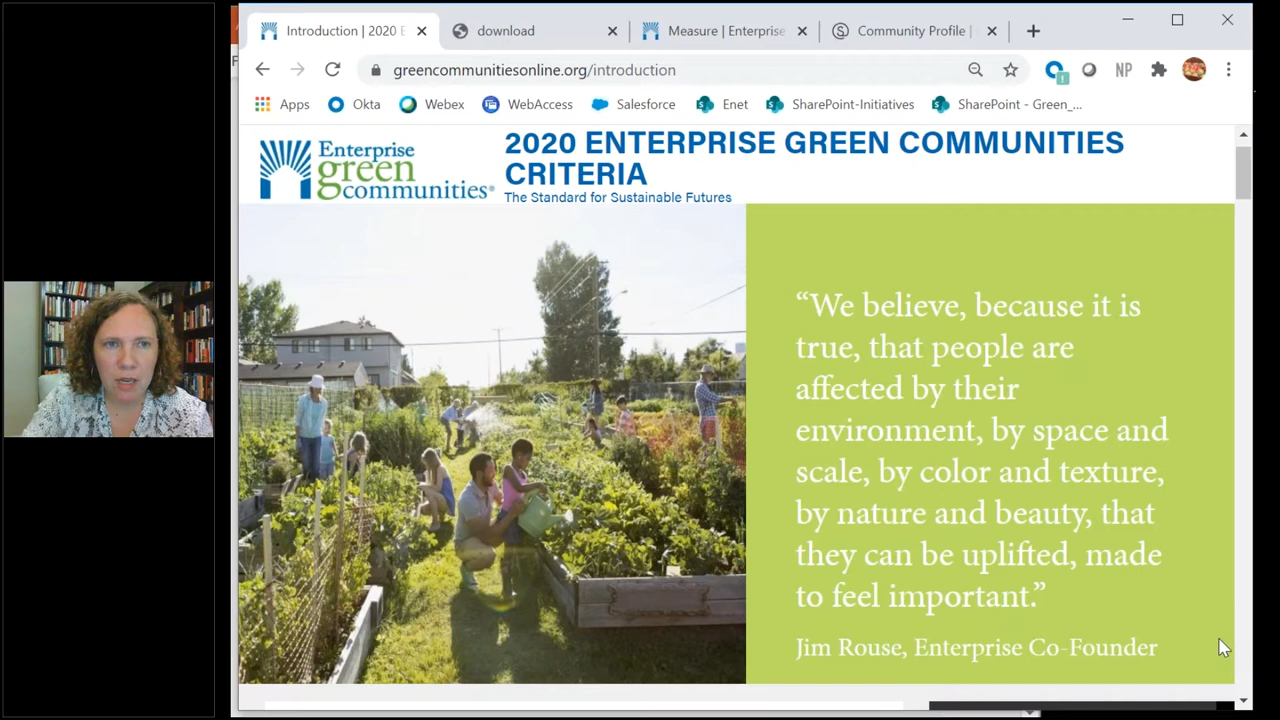 Introduction | 2020 E
download
Measure | Enterprise
Community Profile |
greencommunitiesonline.org/introduction
NP
Apps
Okta
Webex
WebAccess
Salesforce
Enet
SharePoint-Initiatives
SharePoint - Green_...
Enterprise
green
communities®
2020 ENTERPRISE GREEN COMMUNITIES
CRITERIA
The Standard for Sustainable Futures
“We believe, because it is
true, that people are
affected by their
environment, by space and
scale, by color and texture,
by nature and beauty, that
they can be uplifted, made
to feel important.”
Jim Rouse, Enterprise Co-Founder